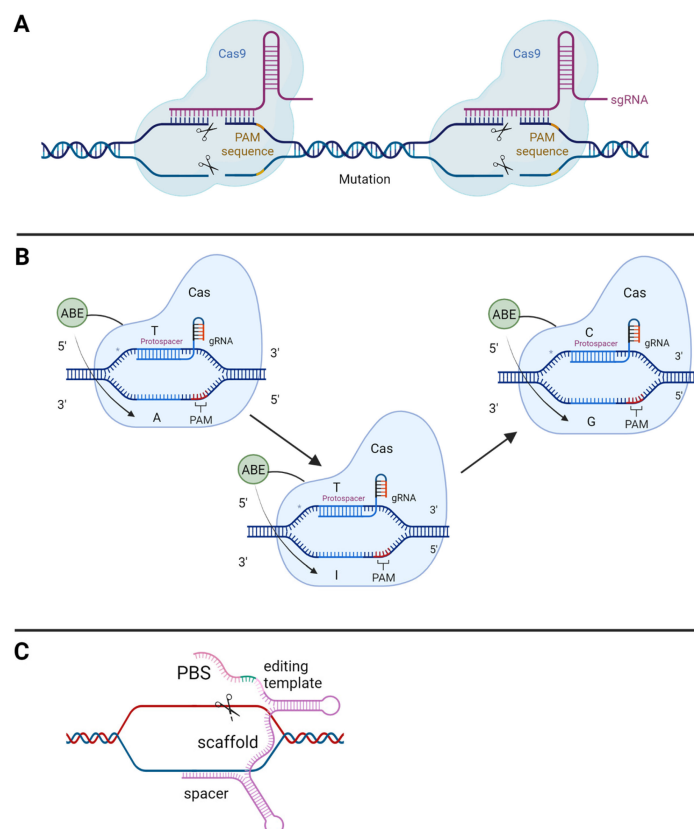 A
Cas9
Cas9
sgRNA
PAM
sequence
PAM
sequence
Mutation
B
Cas
Cas
ABE
ABE
T
C
Protospacer
Protospacer
gRNA
gRNA
5'
3'
5'
3'
3'
5'
3'
5'
A
PAM
G
PAM
Cas
ABE
T
Protospacer
gRNA
5'
3'
3'
5'
I
PAM
C
PBS
editing
template
scaffold
spacer